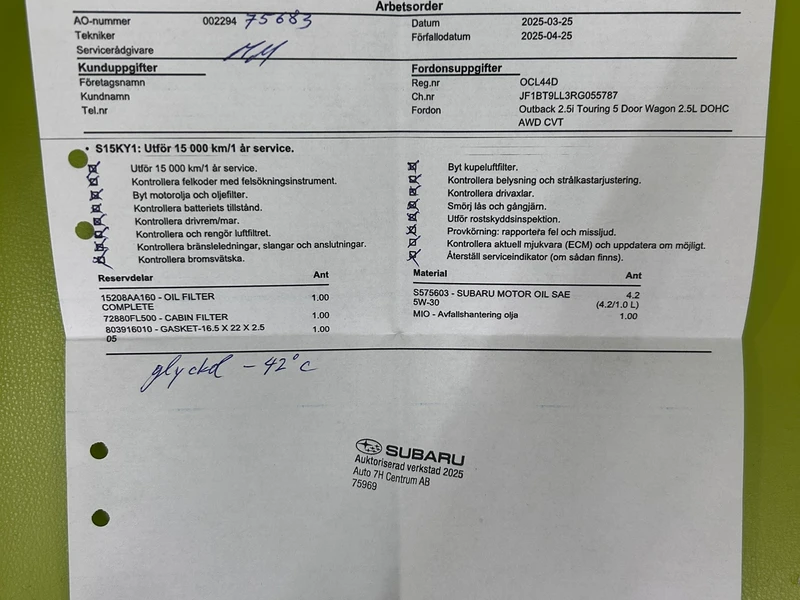 Arbetsorder
AO-nummer 002294 75683 Datum 2025-03-25
Tekniker Förfallodatum 2025-04-25
Servicerådgivare
Kunduppgifter Fordonsuppgifter
Företagsnamn Reg.nr OCL44D
Kundnamn Ch.nr JF1BT9LL3RG055787
Tel.nr Fordon Outback 2.5i Touring 5 Door Wagon 2.5L DOHC
AWD CVT
• S15KY1: Utför 15 000 km/1 år service.
Utför 15 000 km/1 år service.
Kontrollera felkoder med felsökningsinstrument.
Byt motorolja och oljefilter.
Kontrollera batteriets tillstånd.
Kontrollera drivrem/mar.
Kontrollera och rengör luftfiltret.
Kontrollera bränsleledningar, slangar och anslutningar.
Kontrollera bromsvätska.
Byt kupeluftfilter.
Kontrollera belysning och strålkastarjustering.
Kontrollera drivaxlar.
Smörj lås och gångjärn.
Utför rostskyddsinspektion.
Provkörning: rapportera fel och missljud.
Kontrollera aktuell mjukvara (ECM) och uppdatera om möjligt.
Återställ serviceindikator (om sådan finns).
Reservdelar Ant
15208AA160 - OIL FILTER 1.00
COMPLETE
72880FL500 - CABIN FILTER 1.00
803916010 - GASKET-16.5 X 22 X 2.5 1.00
05
Material Ant
S575603 - SUBARU MOTOR OIL SAE 4.2
5W-30 (4.2/1.0 L)
MIO - Avfallshantering olja 1.00
glyckol - 42° c
SUBARU
Auktoriserad verkstad 2025
Auto 7H Centrum AB
75969